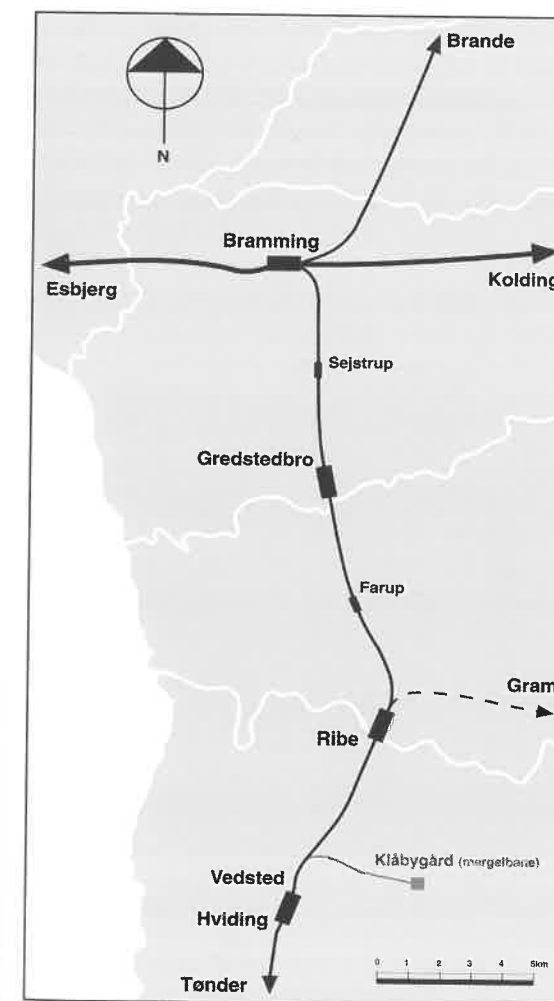 Brande
N
Bramming
Esbjerg
Kolding
Sejstrup
Gredstedbro
Farup
Gram
Ribe
Klåbygård (mergelbane)
Vedsted
Hviding
0 1 2 3 4 5km
Tønder